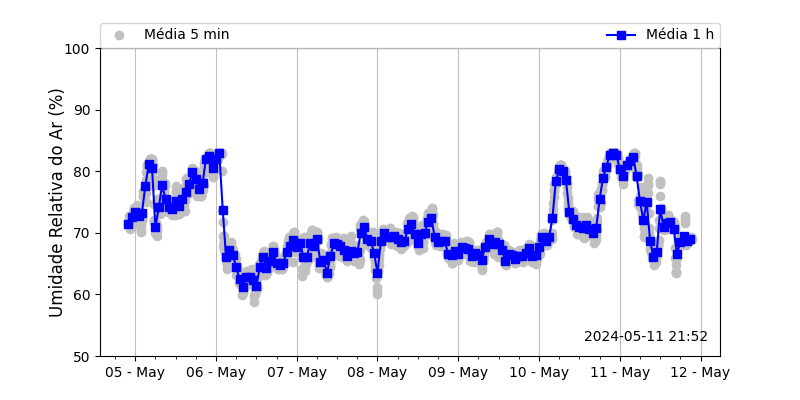 Média 5 min
Média 1 h
Umidade Relativa do Ar (%)
100
90
80
70
60
50
2024-05-11 21:52
05 - May
06 - May
07 - May
08 - May
09 - May
10 - May
11 - May
12 - May